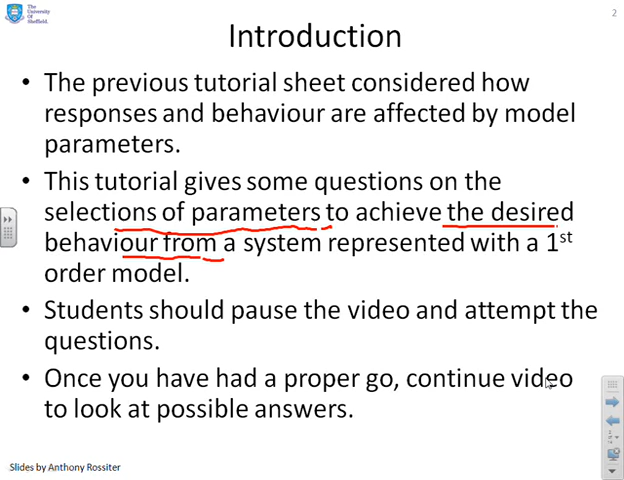 The
University
Of
Sheffield.
2
Introduction
• The previous tutorial sheet considered how
responses and behaviour are affected by model
parameters.
• This tutorial gives some questions on the
selections of parameters to achieve the desired
behaviour from a system represented with a 1st
order model.
• Students should pause the video and attempt the
questions.
• Once you have had a proper go, continue video
to look at possible answers.
Slides by Anthony Rossiter